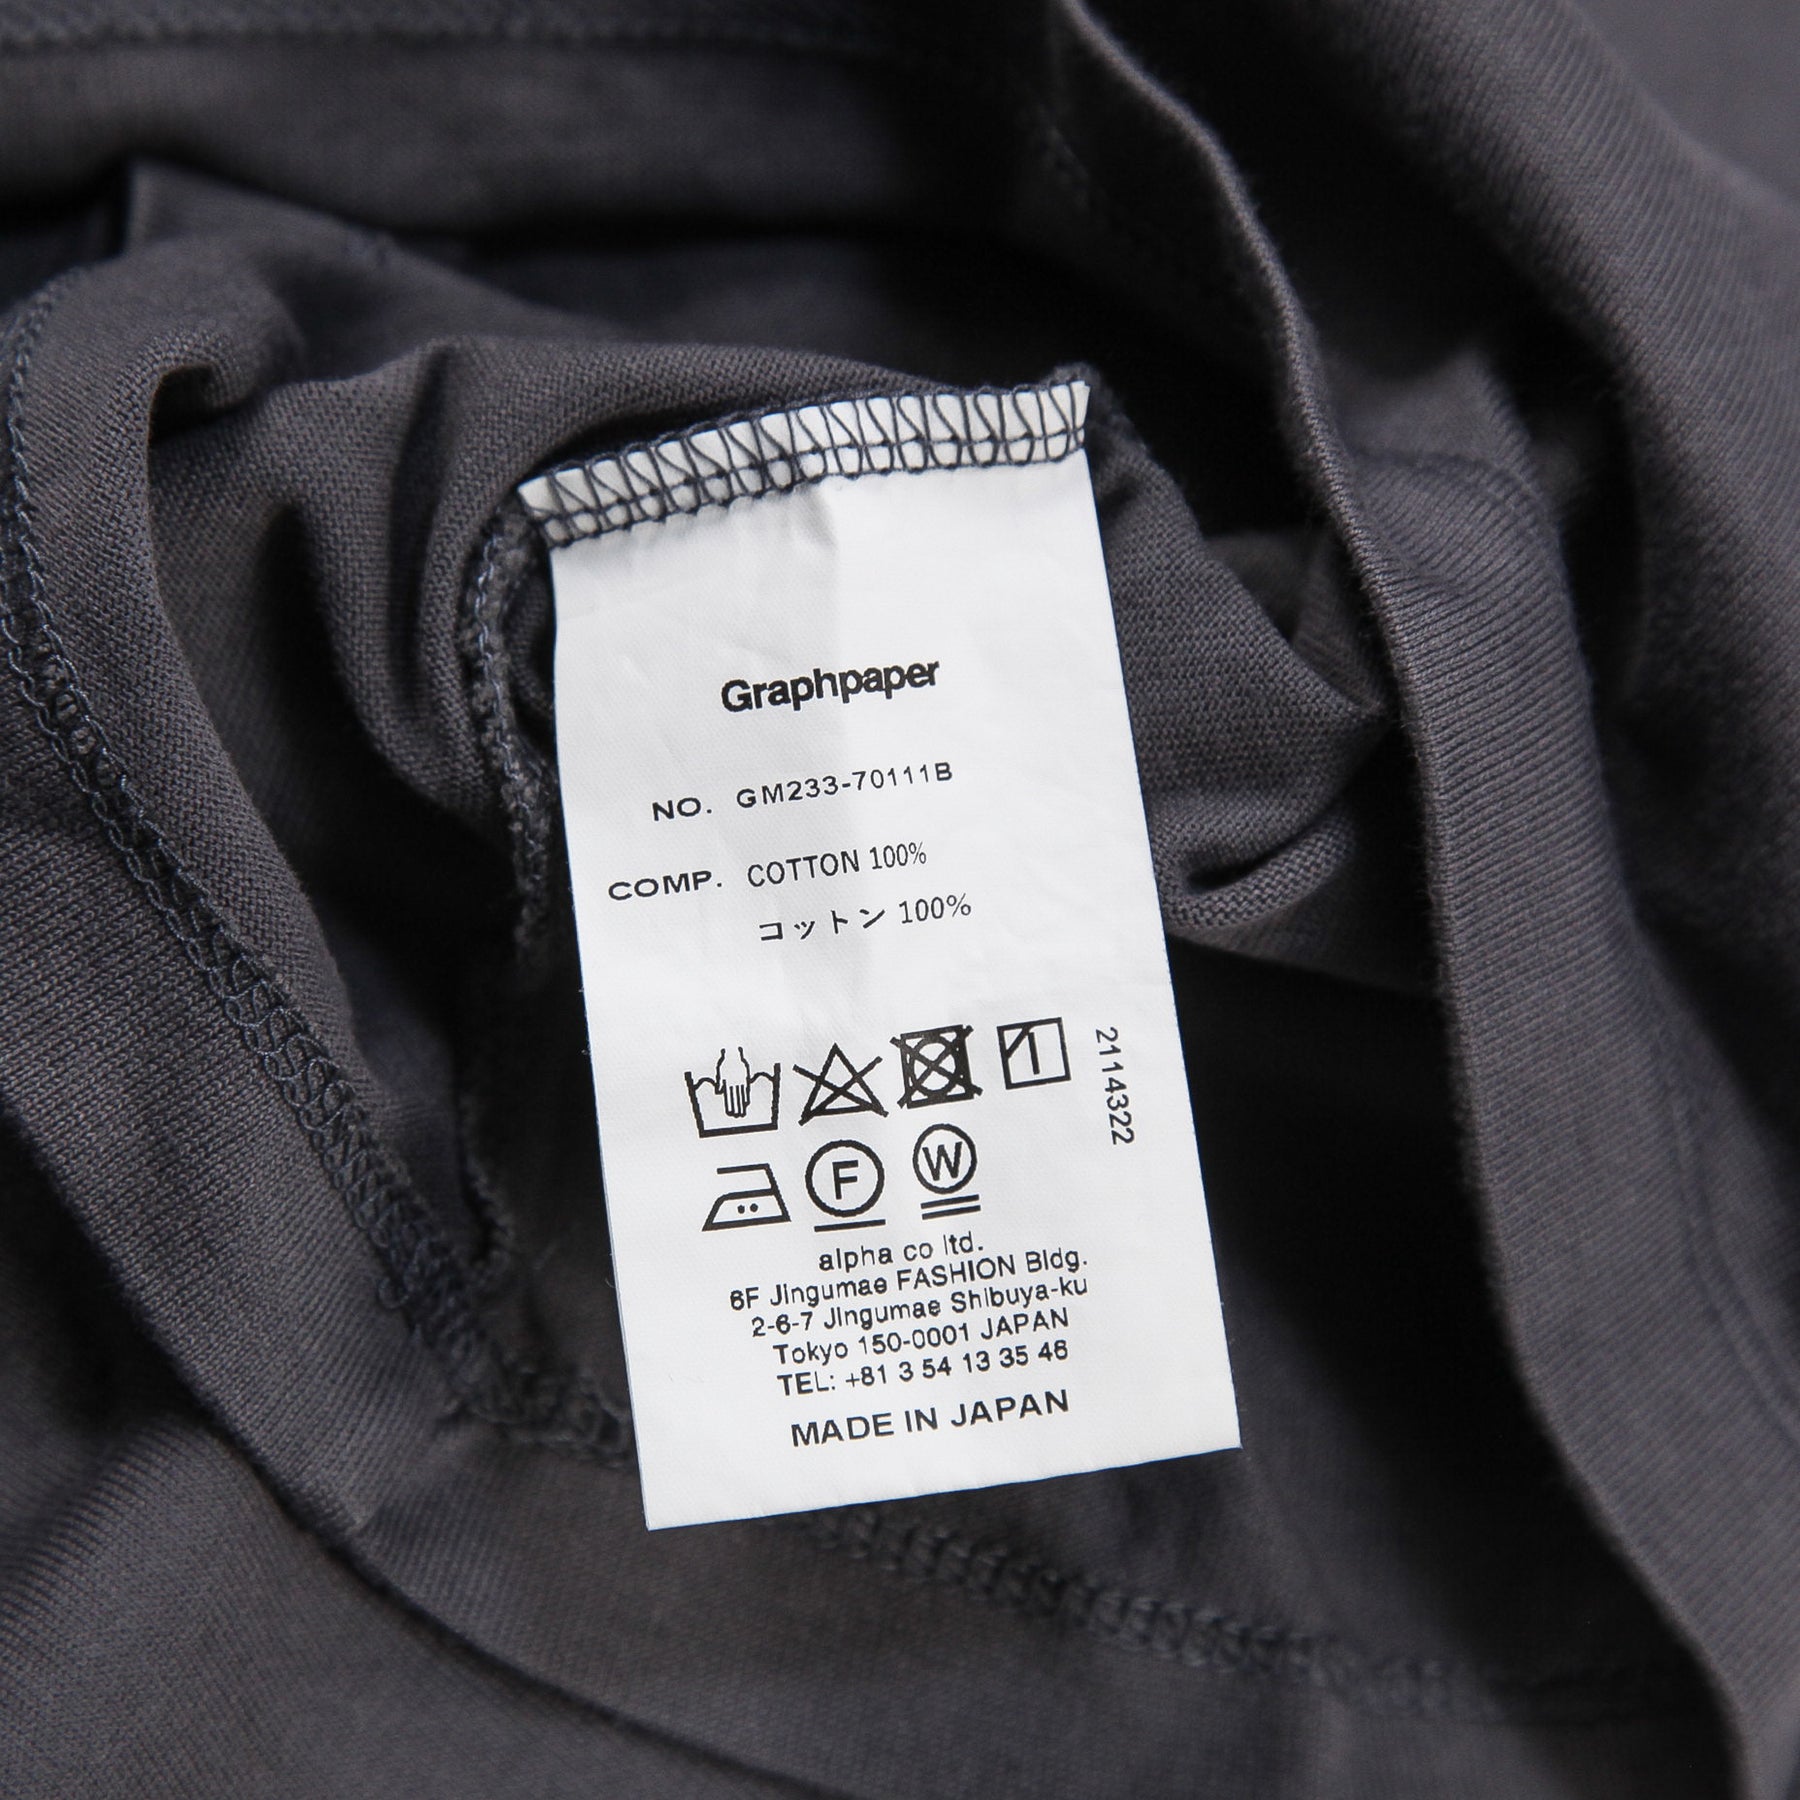 Graphpaper
NO. GM233-70111B
COMP. COTTON 100%
コットン 100%
2114322
F W
alpha co ltd.
6F Jingumae FASHION Bldg.
2-6-7 Jingumae Shibuya-ku
Tokyo 150-0001 JAPAN
TEL: +81 3 54 13 35 46
MADE IN JAPAN